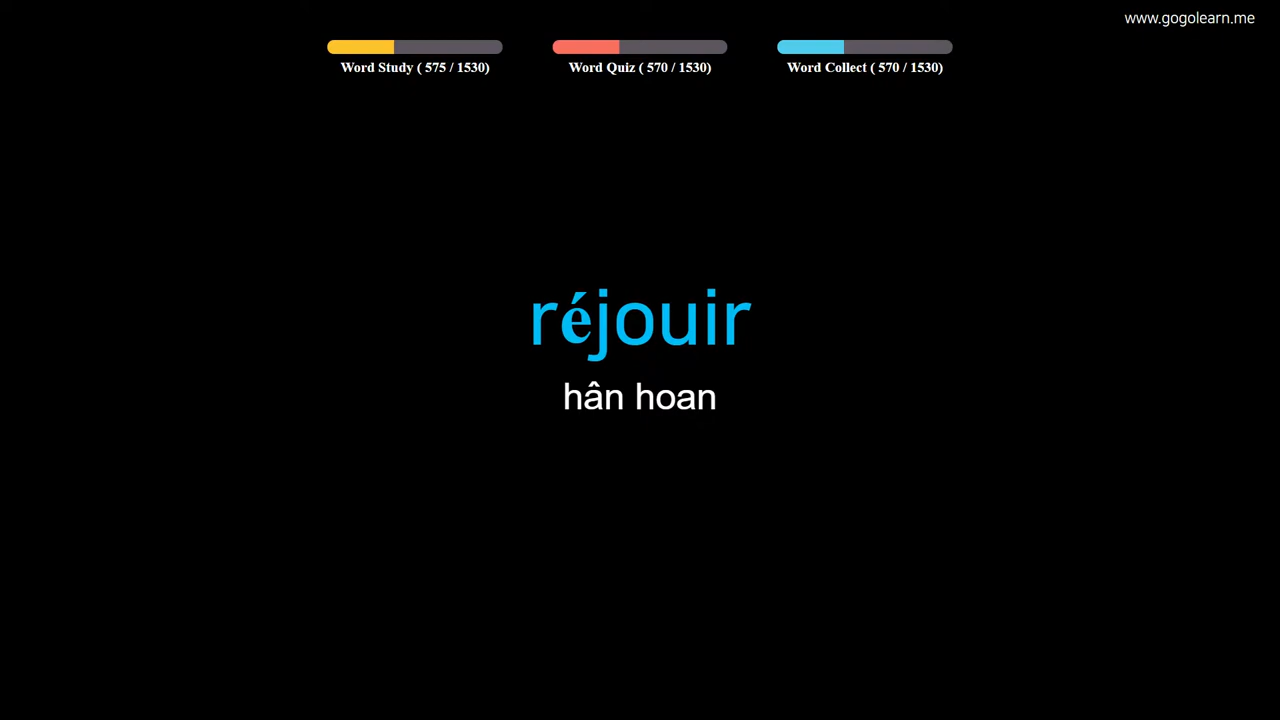 www.gogolearn.me
Word Study ( 575 / 1530)
Word Quiz ( 570 / 1530)
Word Collect ( 570 / 1530)
réjouir
hân hoan